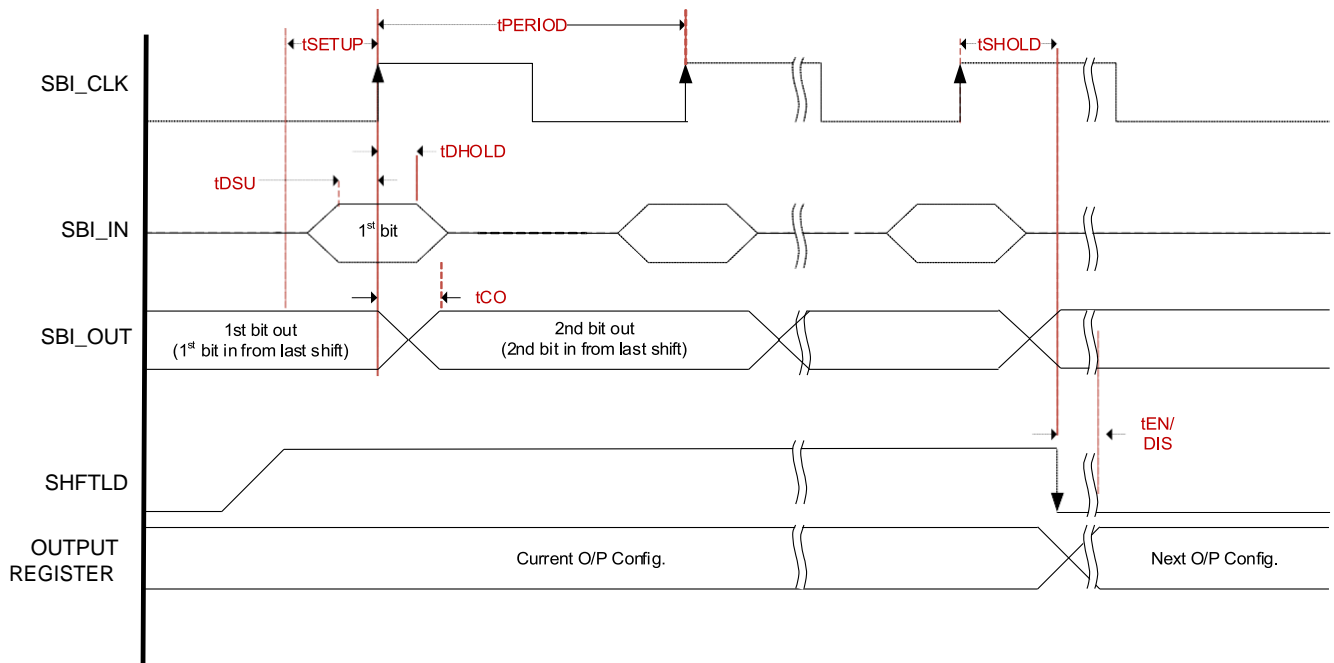 tPERIOD
tSETUP
tSHOLD
SBI_CLK
tDHOLD
tDSU
SBI_IN
1st bit
tCO
SBI_OUT
1st bit out
(1st bit in from last shift)
2nd bit out
(2nd bit in from last shift)
tEN/
DIS
SHFTLD
OUTPUT
REGISTER
Current O/P Config.
Next O/P Config.